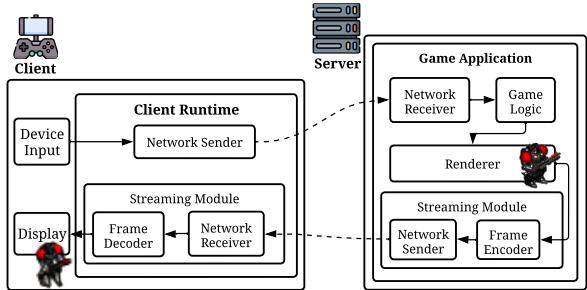 Client
Server
Client Runtime
Device
Input
Network Sender
Streaming Module
Display
Frame
Decoder
Network
Receiver
Game Application
Network
Receiver
Game
Logic
Renderer
Streaming Module
Network
Sender
Frame
Encoder